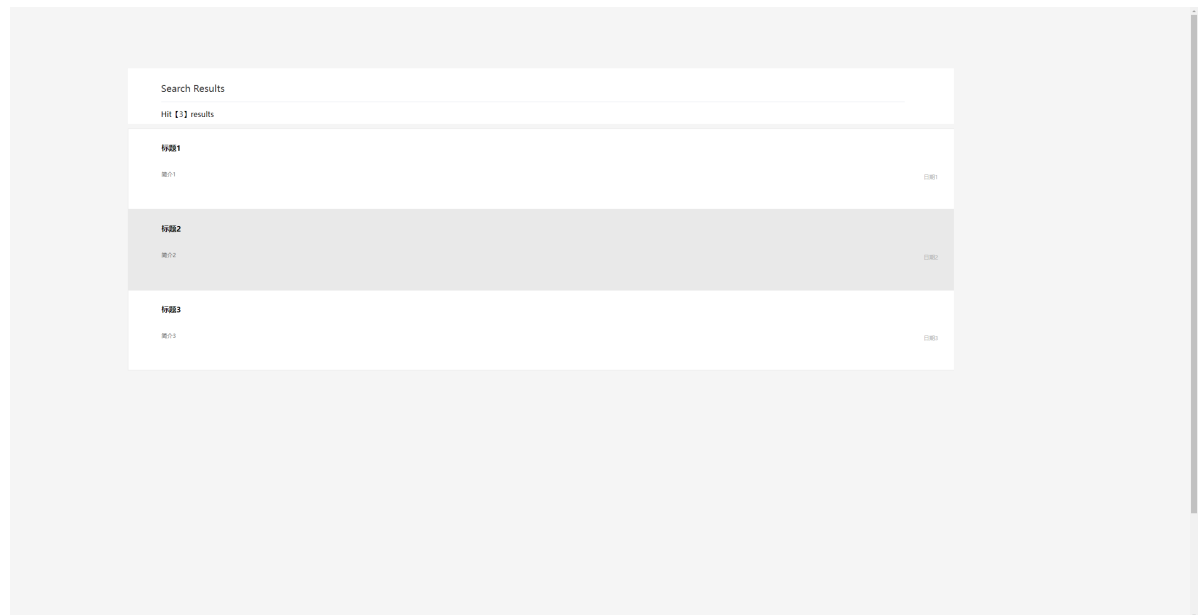 Search Results
Hit【3】results
标题1
简介1
日期1
标题2
简介2
日期2
标题3
简介3
日期3